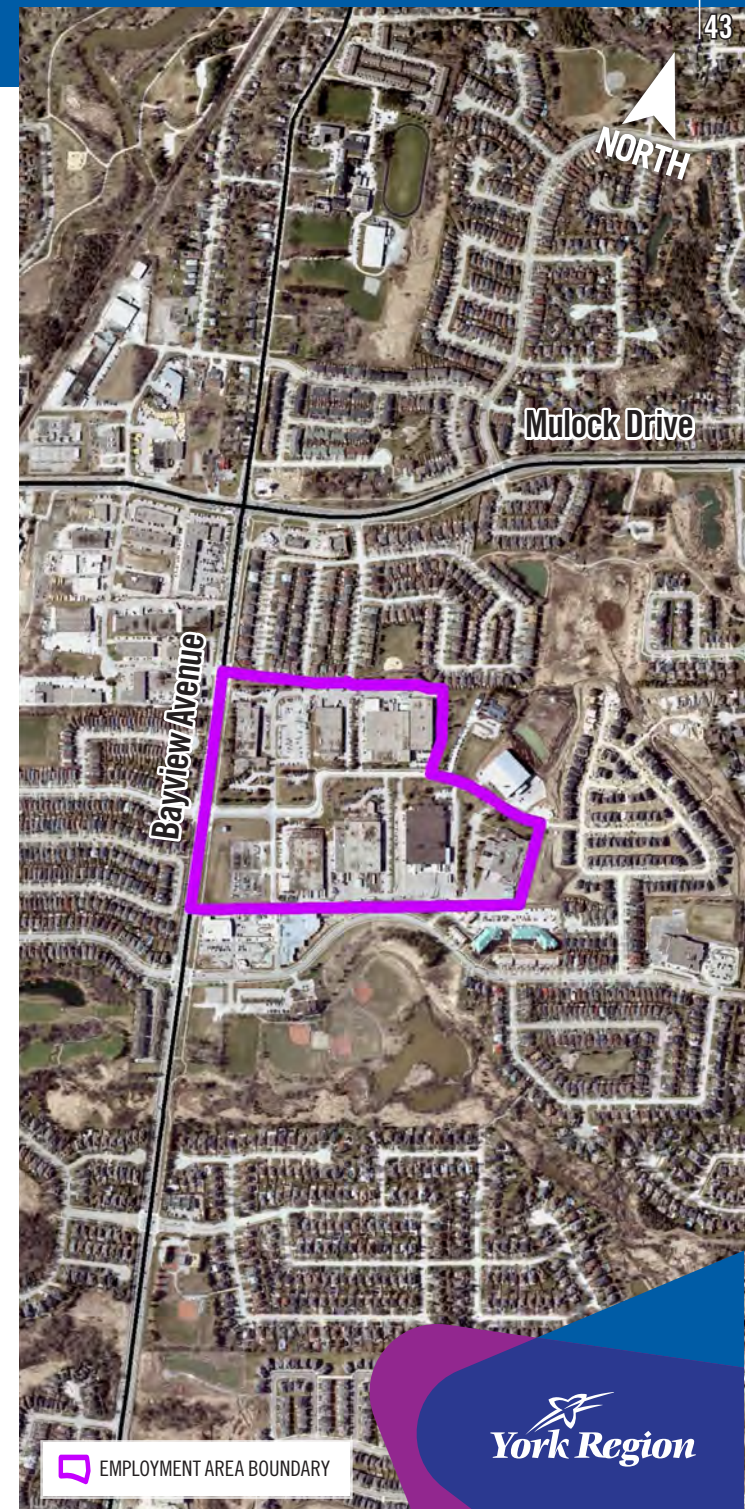 43
NORTH
Mulock Drive
Bayview Avenue
York Region
EMPLOYMENT AREA BOUNDARY